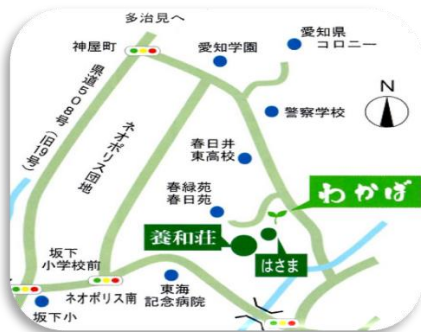 多治見へ
神屋町
愛知学園
愛知県
コロニー
N
県道508号（旧19号）
ネオポリス団地
警察学校
春日井
東高校
わかば
春緑苑
春日苑
養和荘
はさま
坂下
小学校前
ネオポリス南
東海
記念病院
坂下小